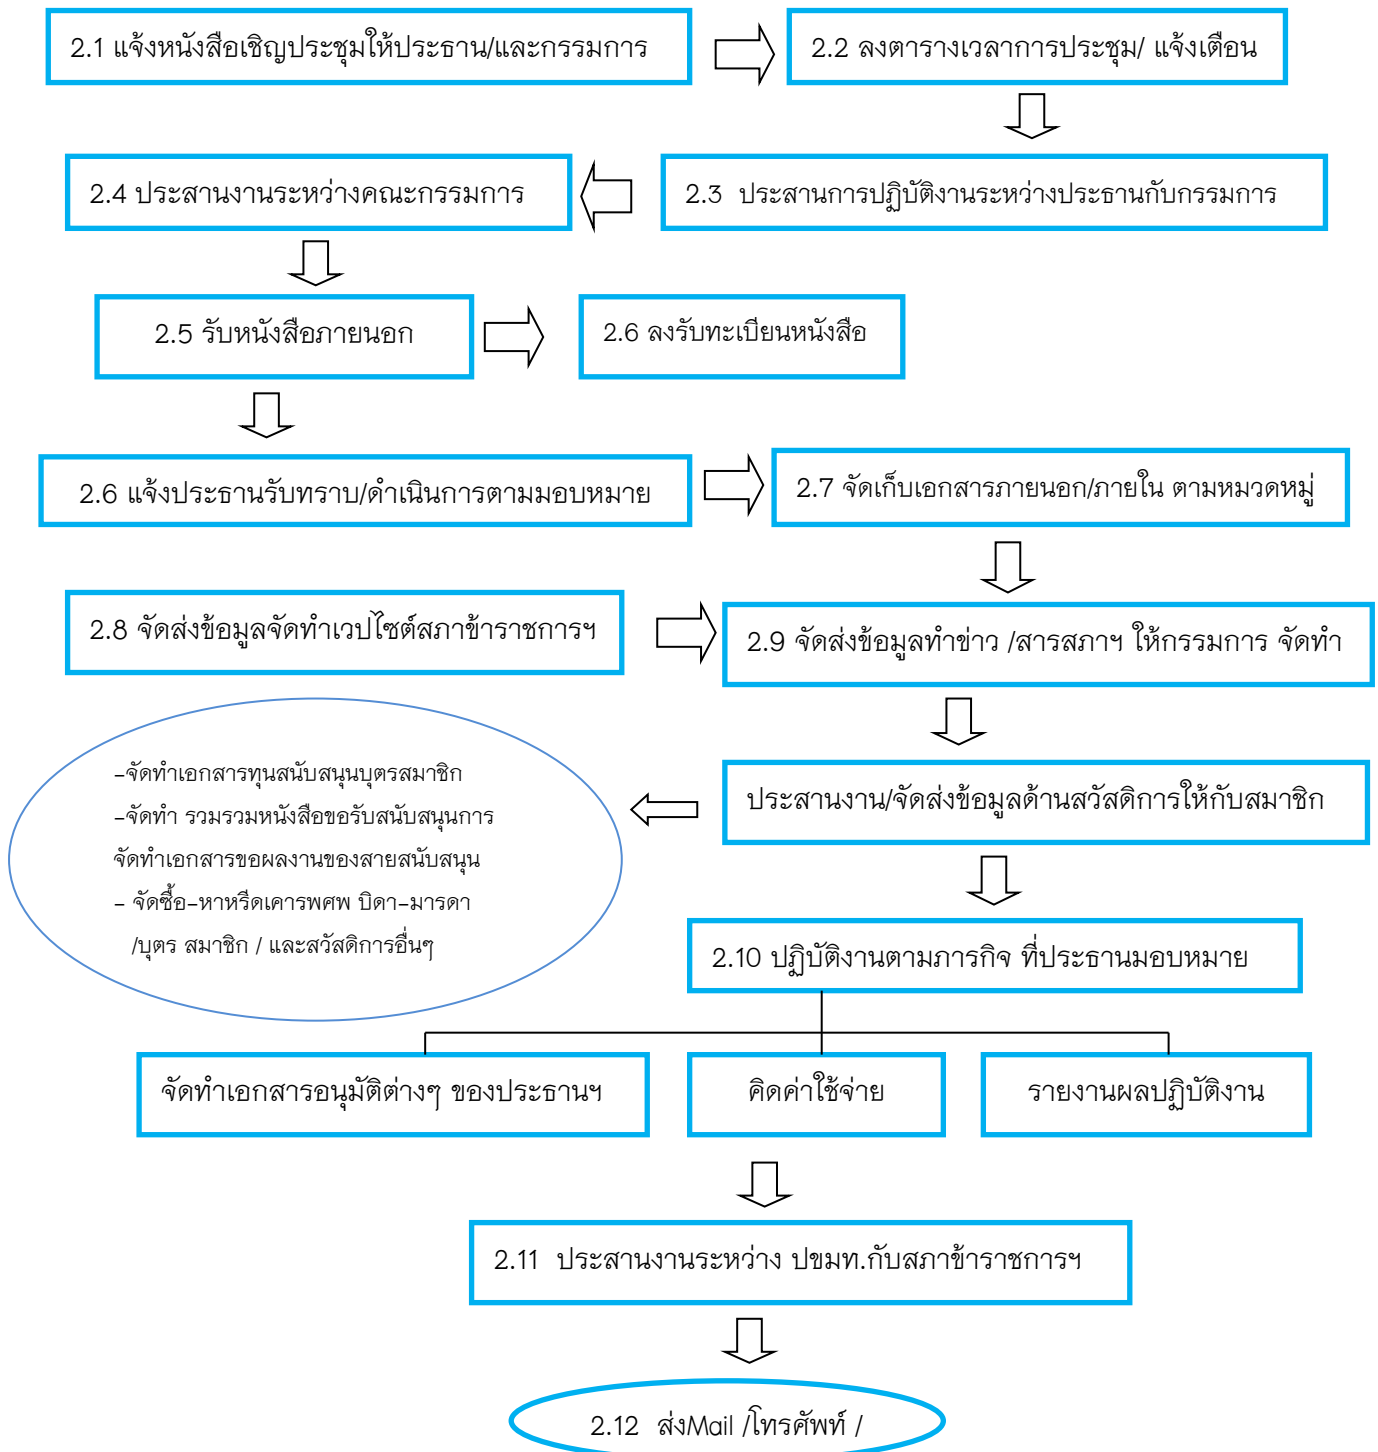 2.1 แจ้งหนังสือเชิญประชุมให้ประธาน/และกรรมการ
2.2 ลงตารางเวลาการประชุม/ แจ้งเตือน
2.4 ประสานงานระหว่างคณะกรรมการ
2.3 ประสานการปฏิบัติงานระหว่างประธานกับกรรมการ
2.5 รับหนังสือภายนอก
2.6 ลงรับทะเบียนหนังสือ
2.6 แจ้งประธานรับทราบ/ดำเนินการตามมอบหมาย
2.7 จัดเก็บเอกสารภายนอก/ภายใน ตามหมวดหมู่
2.8 จัดส่งข้อมูลจัดทำเวปไซต์สภาข้าราชการฯ
2.9 จัดส่งข้อมูลทำข่าว /สารสภาฯ ให้กรรมการ จัดทำ
-จัดทำเอกสารทุนสนับสนุนบุตรสมาชิก
-จัดทำ รวมรวมหนังสือขอรับสนับสนุนการ
จัดทำเอกสารขอผลงานของสายสนับสนุน
- จัดซื้อ-หาหรีดเคารพศพ บิดา-มารดา
/บุตร สมาชิก / และสวัสดิการอื่นๆ
ประสานงาน/จัดส่งข้อมูลด้านสวัสดิการให้กับสมาชิก
2.10 ปฏิบัติงานตามภารกิจ ที่ประธานมอบหมาย
จัดทำเอกสารอนุมัติต่างๆ ของประธานฯ
คิดค่าใช้จ่าย
รายงานผลปฏิบัติงาน
2.11 ประสานงานระหว่าง ปขมท.กับสภาข้าราชการฯ
2.12 ส่งMail /โทรศัพท์ /